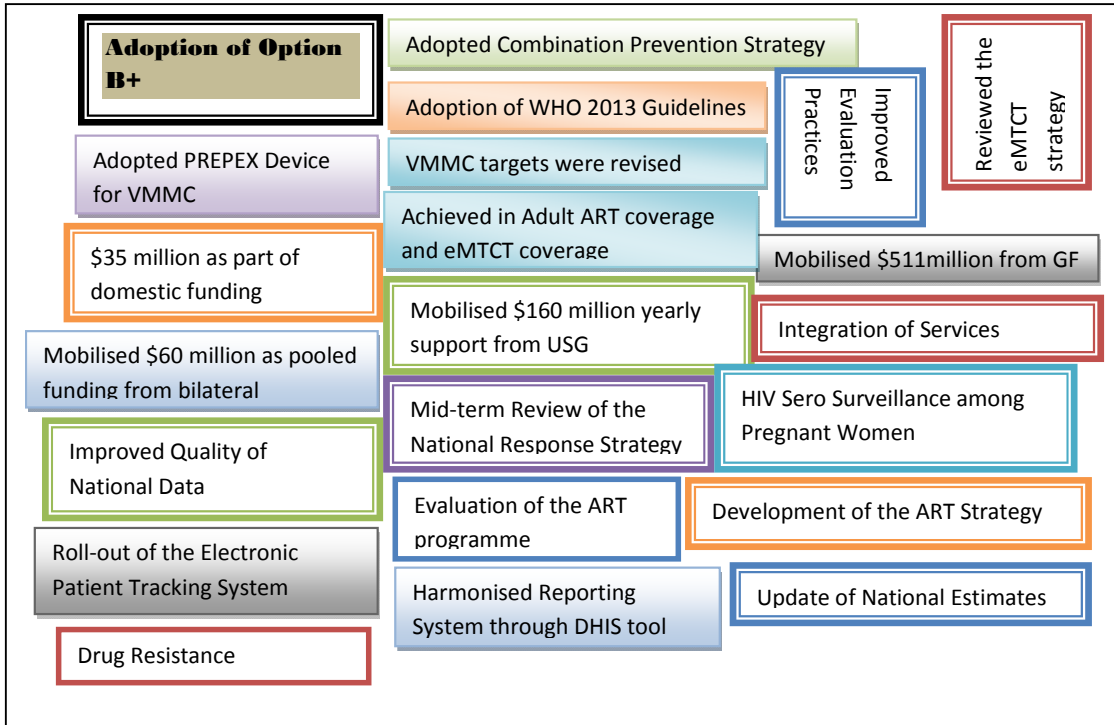 Adoption of Option
B+
Adopted Combination Prevention Strategy
Reviewed the
eMTCT
strategy
Improved
Evaluation
Practices
Adoption of WHO 2013 Guidelines
Adopted PREPEX Device
for VMMC
VMMC targets were revised
Achieved in Adult ART coverage
and eMTCT coverage
$35 million as part of
domestic funding
Mobilised $511million from GF
Mobilised $160 million yearly
support from USG
Integration of Services
Mobilised $60 million as pooled
funding from bilateral
Mid-term Review of the
National Response Strategy
HIV Sero Surveillance among
Pregnant Women
Improved Quality of
National Data
Evaluation of the ART
programme
Development of the ART Strategy
Roll-out of the Electronic
Patient Tracking System
Harmonised Reporting
System through DHIS tool
Update of National Estimates
Drug Resistance